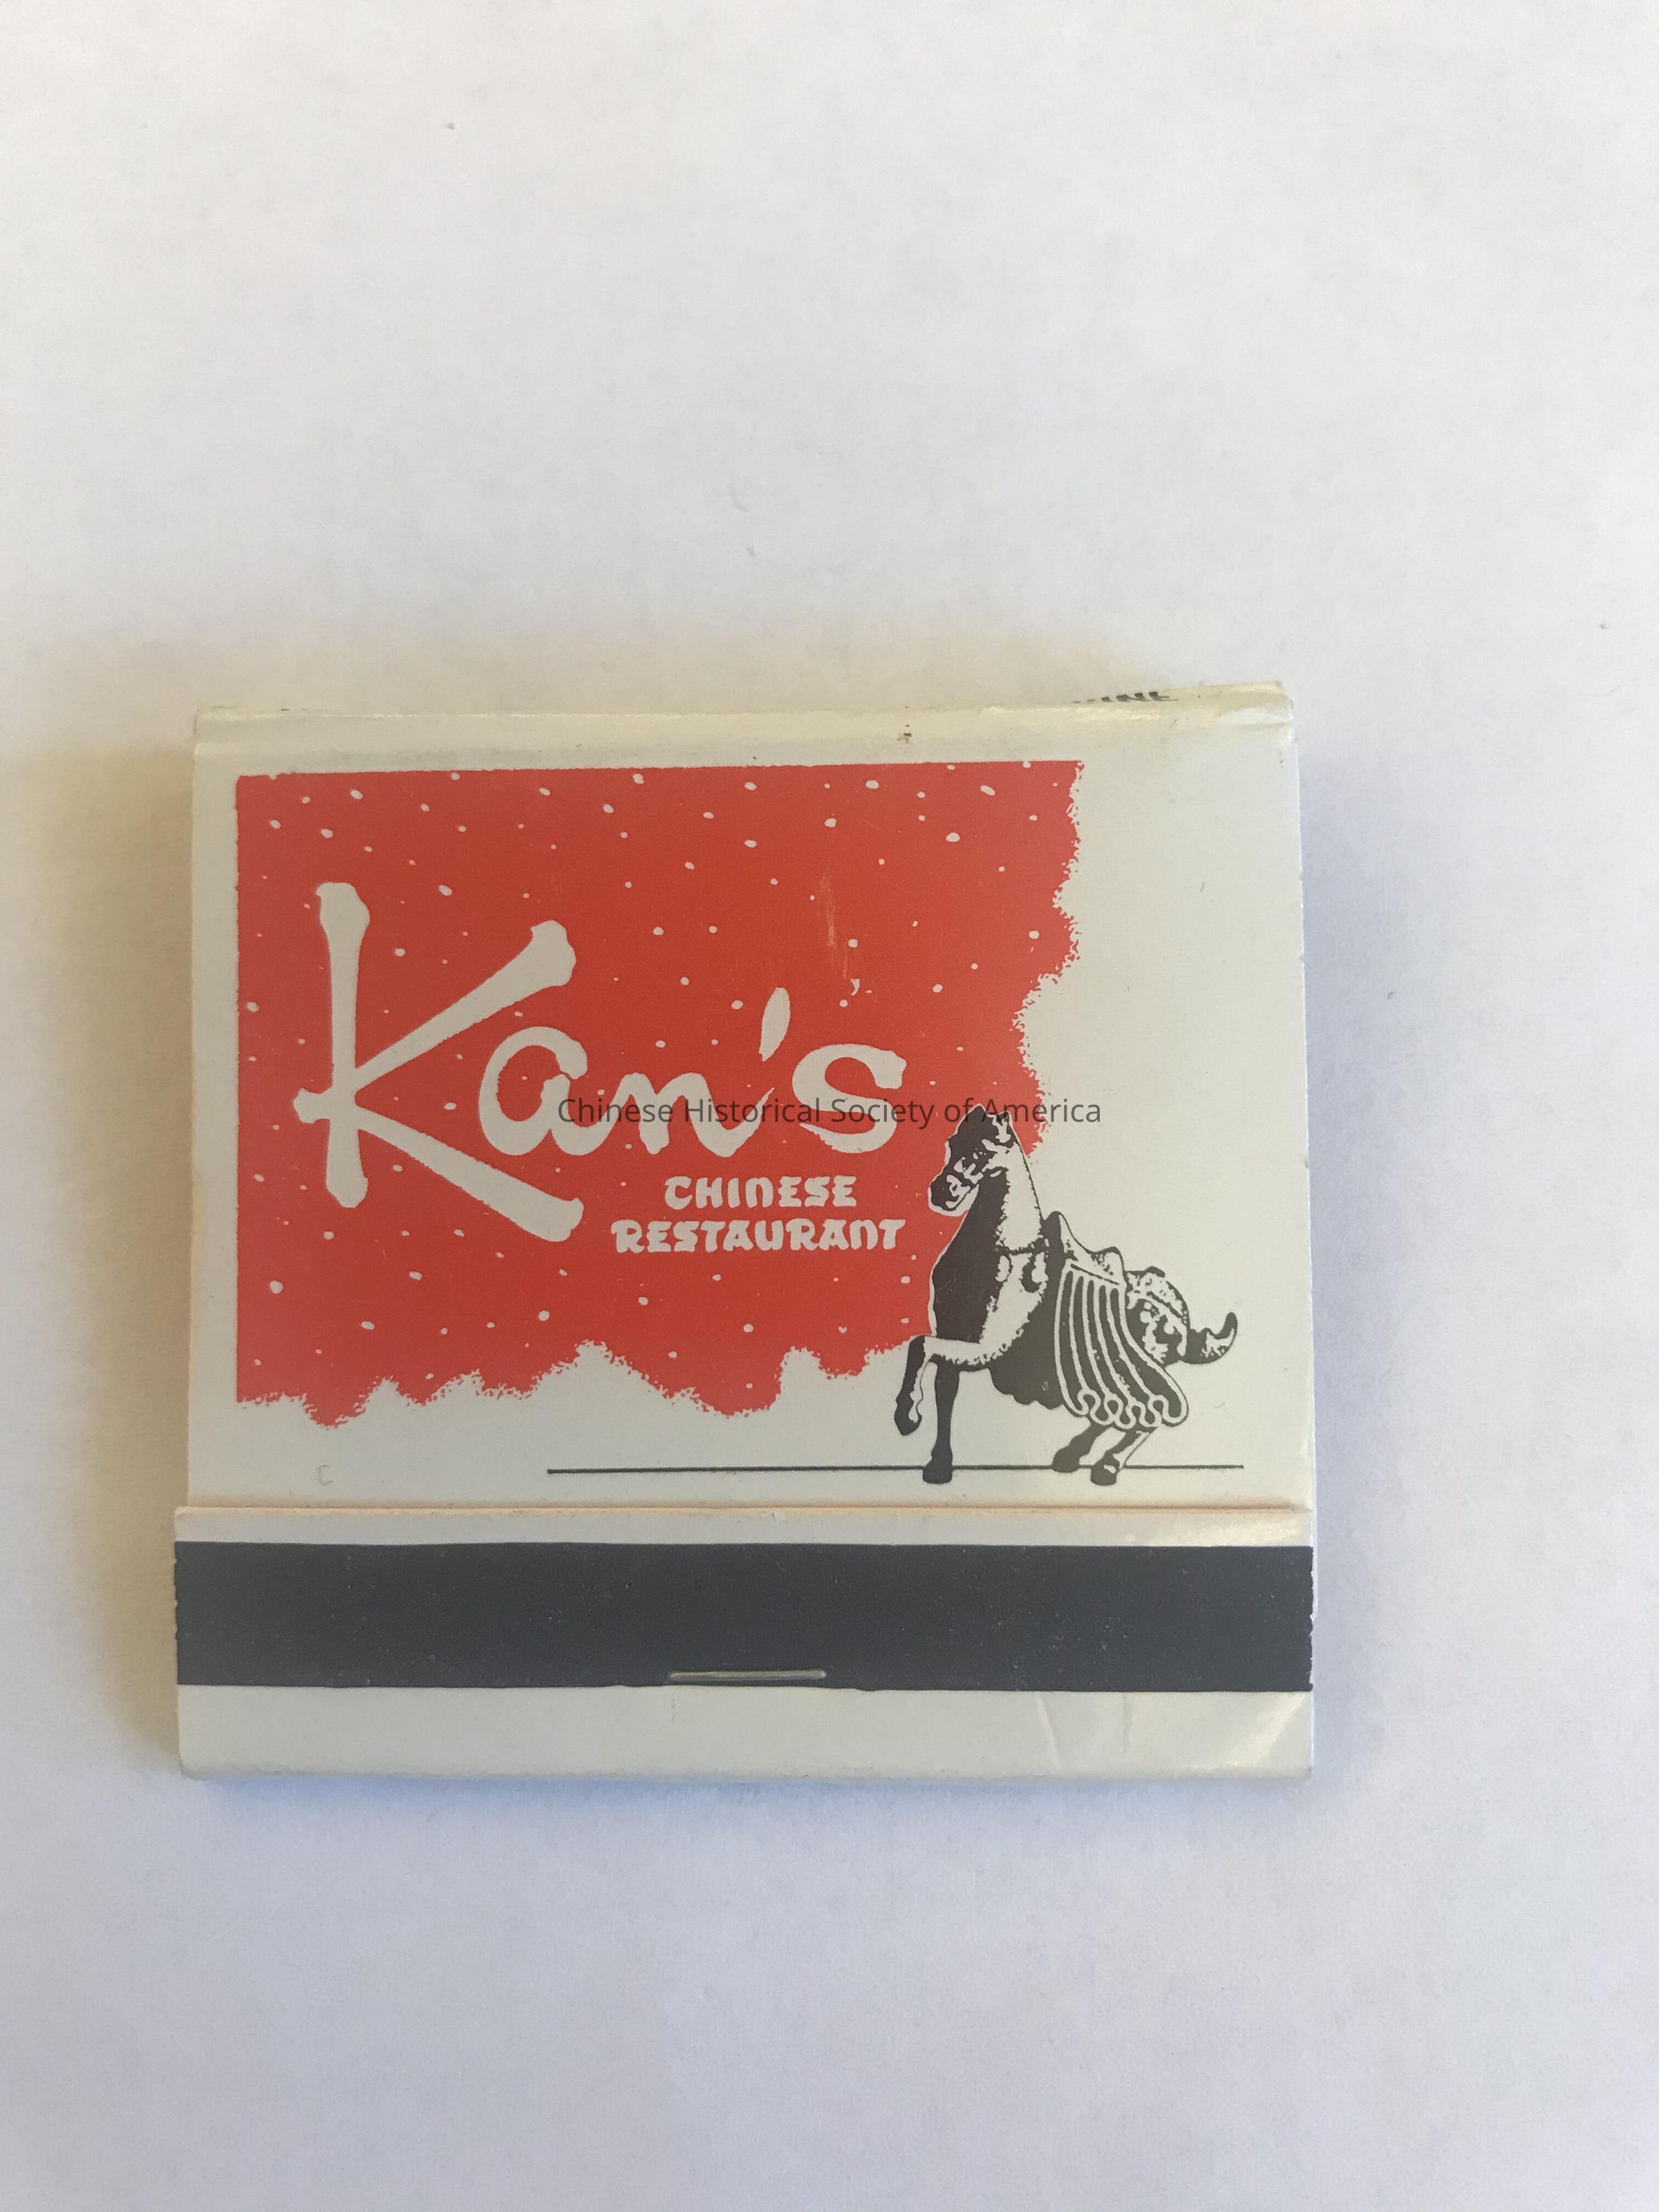 Kan's
Chinese Historical Society of America
CHINESE
RESTAURANT